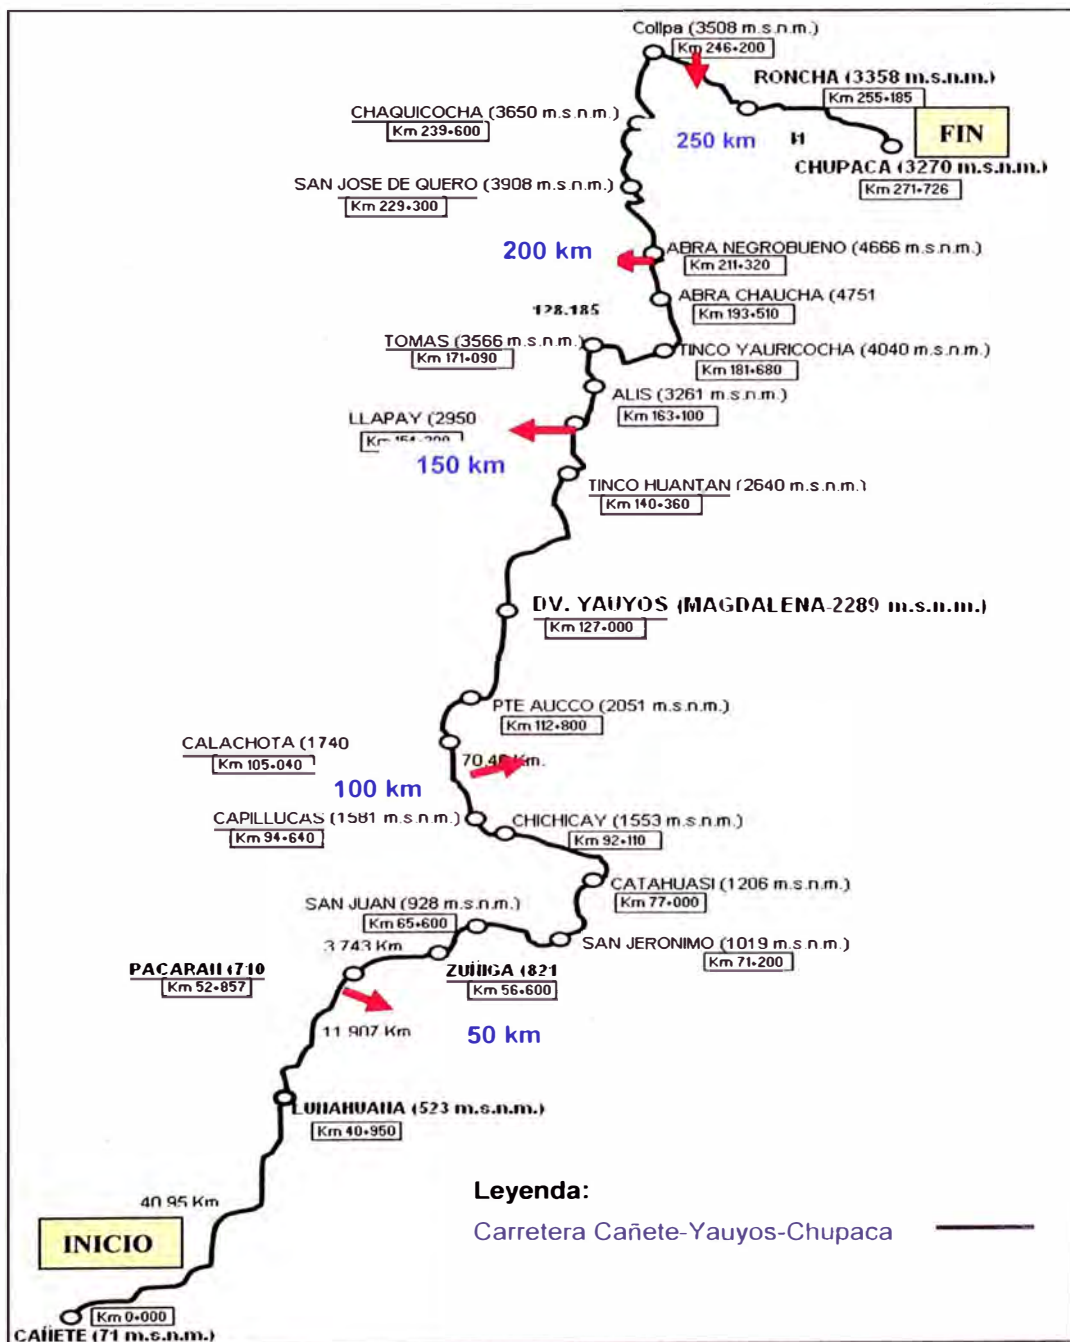 Collpa (3508 m.s.n.m.)
Km 246+200
RONCHA (3358 m.s.n.m.)
Km 255+185
CHAQUICOCHA (3650 m.s.n.m.)
Km 239+600
250 km
FIN
CHUPACA (3270 m.s.n.m.)
Km 271+726
SAN JOSE DE QUERO (3908 m.s.n.m.)
Km 229+300
200 km
ABRA NEGROBUENO (4666 m.s.n.m.)
Km 211+320
ABRA CHAUCHA (4751
Km 193+510
128.185
TOMAS (3566 m.s.n.m.)
Km 171+090
TINCO YAURICOCHA (4040 m.s.n.m.)
Km 181+680
ALIS (3261 m.s.n.m.)
Km 163+100
LLAPAY (2950
150 km
TINCO HUANTAN (2640 m.s.n.m.)
Km 140+360
DV. YAUYOS (MAGDALENA-2289 m.s.n.m.)
Km 127+000
PTE AUCCO (2051 m.s.n.m.)
Km 112+800
CALACHOTA (1740
Km 105+040
Km.
100 km
CAPILLUCAS (1581 m.s.n.m.)
Km 94+640
CHICHICAY (1553 m.s.n.m.)
Km 92+110
CATAHUASI (1206 m.s.n.m.)
Km 77+000
SAN JUAN (928 m.s.n.m.)
Km 65+600
3.743 Km
SAN JERONIMO (1019 m.s.n.m.)
Km 71+200
PACARAN (710
Km 52+857
ZUÑIGA (821
Km 56+600
11.907 Km
50 km
LUNAHUANA (523 m.s.n.m.)
Km 40+950
40.95 Km
Leyenda:
Carretera Cañete-Yauyos-Chupaca
INICIO
Km 0+000
CAÑETE (71 m.s.n.m.)